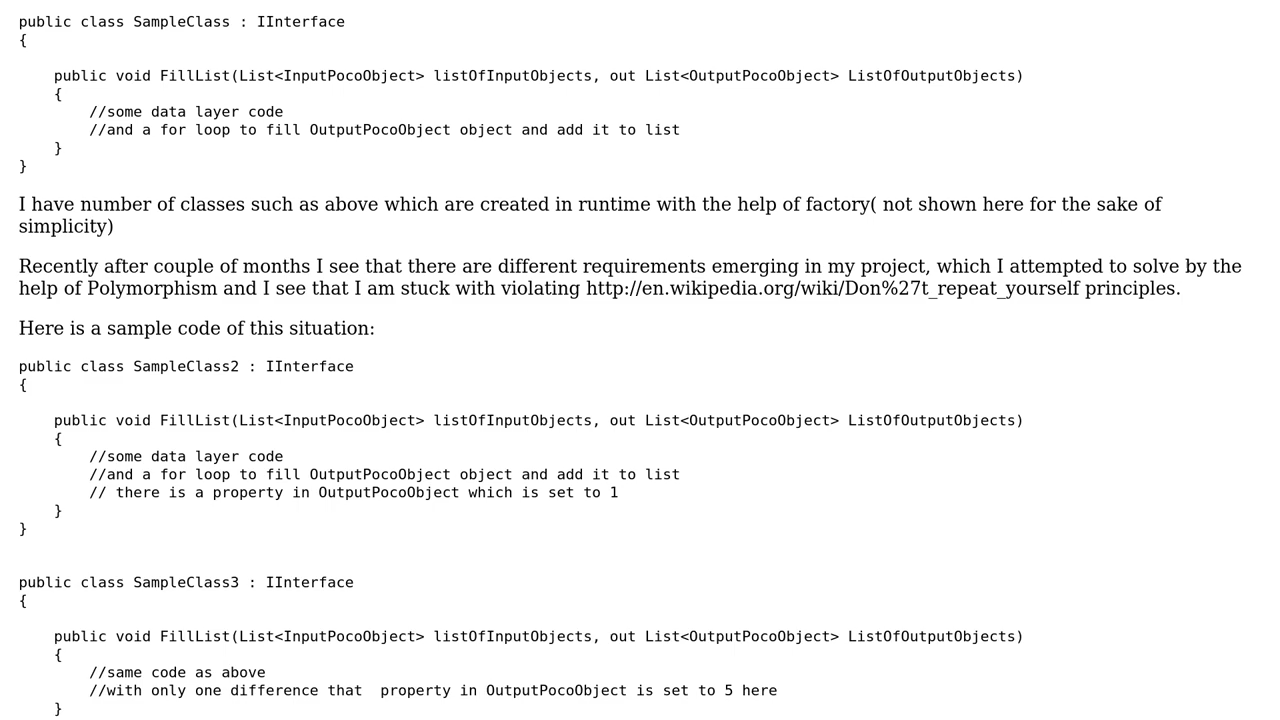 public class SampleClass : IInterface
{
    public void FillList(List<InputPocoObject> listOfInputObjects, out List<OutputPocoObject> ListOfOutputObjects)
    {
        //some data layer code
        //and a for loop to fill OutputPocoObject object and add it to list
    }
}
I have number of classes such as above which are created in runtime with the help of factory( not shown here for the sake of
simplicity)
Recently after couple of months I see that there are different requirements emerging in my project, which I attempted to solve by the
help of Polymorphism and I see that I am stuck with violating http://en.wikipedia.org/wiki/Don%27t_repeat_yourself principles.
Here is a sample code of this situation:
public class SampleClass2 : IInterface
{
    public void FillList(List<InputPocoObject> listOfInputObjects, out List<OutputPocoObject> ListOfOutputObjects)
    {
        //some data layer code
        //and a for loop to fill OutputPocoObject object and add it to list
        // there is a property in OutputPocoObject which is set to 1
    }
}
public class SampleClass3 : IInterface
{
    public void FillList(List<InputPocoObject> listOfInputObjects, out List<OutputPocoObject> ListOfOutputObjects)
    {
        //same code as above
        //with only one difference that  property in OutputPocoObject is set to 5 here
    }